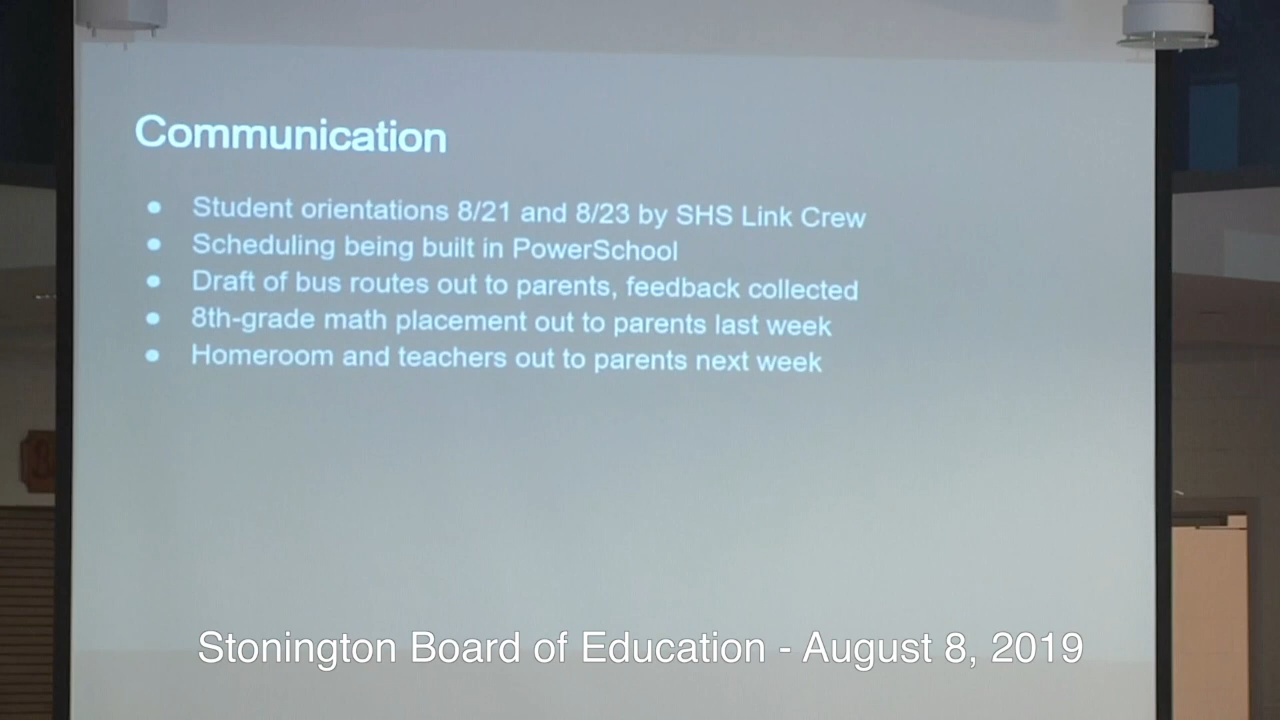 Communication
● Student orientations 8/21 and 8/23 by SHS Link Crew
● Scheduling being built in PowerSchool
● Draft of bus routes out to parents, feedback collected
● 8th-grade math placement out to parents last week
● Homeroom and teachers out to parents next week
Stonington Board of Education - August 8, 2019